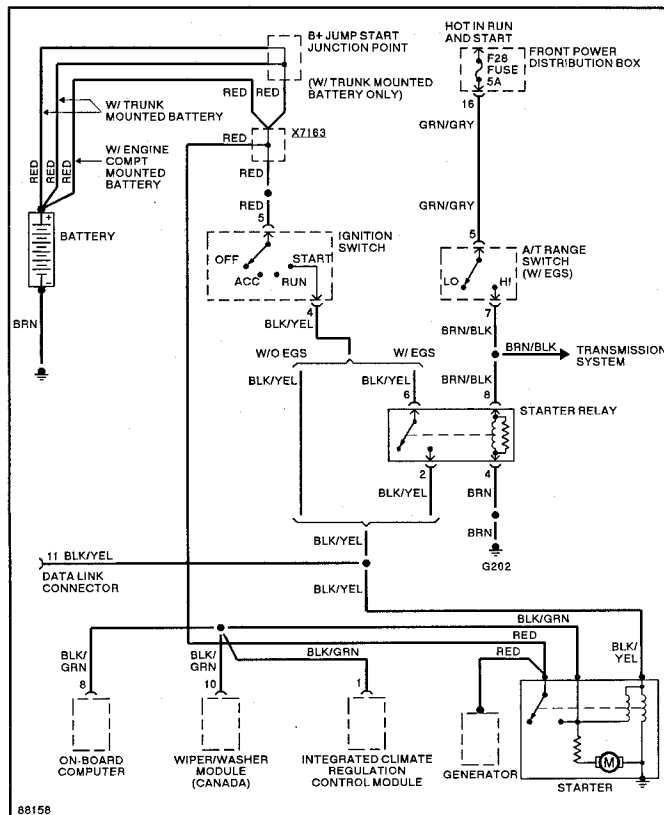 B+ JUMP START
JUNCTION POINT
(W/ TRUNK MOUNTED
BATTERY ONLY)
HOT IN RUN
AND START
F28
FUSE
5A
FRONT POWER
DISTRIBUTION BOX
16
GRN/GRY
GRN/GRY
W/ TRUNK
MOUNTED BATTERY
W/ ENGINE
COMPT
MOUNTED
BATTERY
RED
RED
RED
RED
RED
RED
X7163
RED
RED
5
BATTERY
+
-
BRN
IGNITION
SWITCH
OFF
ACC
RUN
START
4
BLK/YEL
5
A/T RANGE
SWITCH
(W/ EGS)
LO
HI
7
BRN/BLK
BRN/BLK
TRANSMISSION
SYSTEM
BRN/BLK
W/O EGS
W/ EGS
BLK/YEL
BLK/YEL
6
8
STARTER RELAY
2
4
BLK/YEL
BRN
BRN
G202
BLK/YEL
11 BLK/YEL
DATA LINK
CONNECTOR
BLK/YEL
BLK/GRN
RED
RED
BLK/
YEL
BLK/
GRN
BLK/
GRN
BLK/GRN
8
10
1
ON-BOARD
COMPUTER
WIPER/WASHER
MODULE
(CANADA)
INTEGRATED CLIMATE
REGULATION
CONTROL MODULE
GENERATOR
M
STARTER
88158